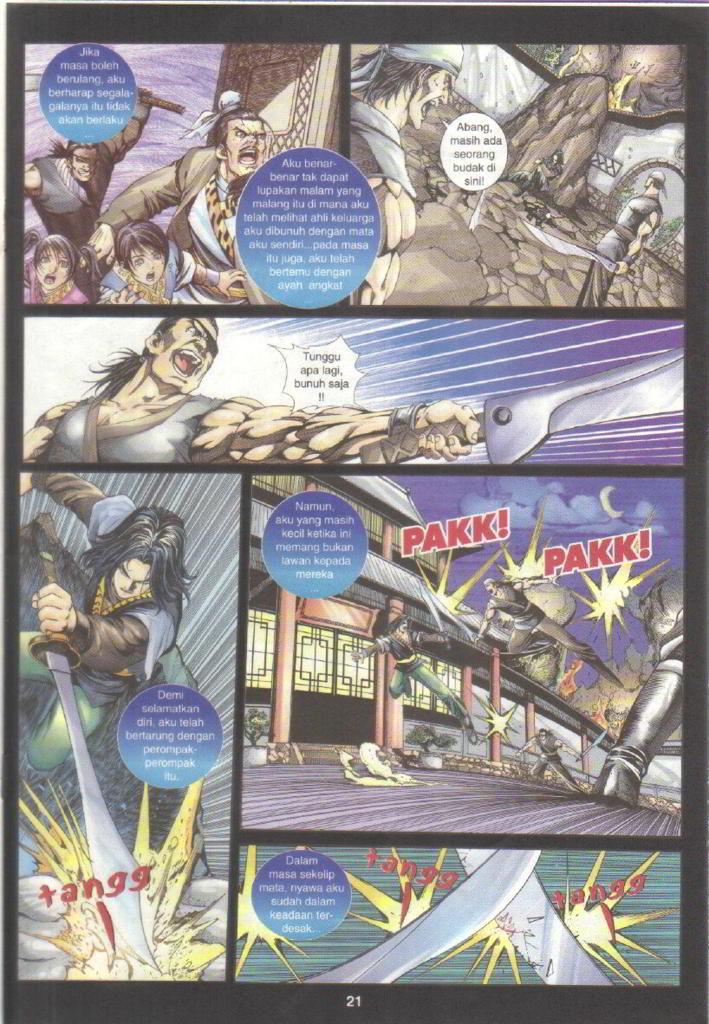 Jika
masa boleh
berulang, aku
berharap segala-
galanya itu tidak
akan berlaku
...
Aku benar-
benar tak dapat
lupakan malam yang
malang itu di mana aku
telah melihat ahli keluarga
aku dibunuh dengan mata
aku sendiri...pada masa
itu juga, aku telah
bertemu dengan
ayah angkat
...
Abang,
masih ada
seorang
budak di
sini!
Tunggu
apa lagi,
bunuh saja
!!
Demi
selamatkan
diri, aku telah
bertarung dengan
perompak-
perompak
itu.
tangg
Namun,
aku yang masih
kecil ketika ini
memang bukan
lawan kepada
mereka
...
PAKK!
PAKK!
Dalam
masa sekelip
mata, nyawa aku
sudah dalam
keadaan ter-
desak...
tangg
tangg
21